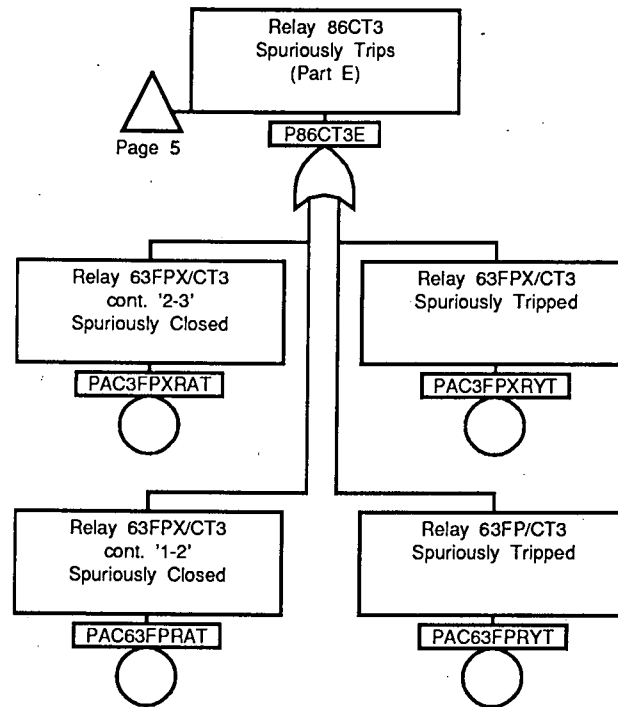 Relay 86CT3
Spuriously Trips
(Part E)
Page 5
P86CT3E
Relay 63FPX/CT3
cont. '2-3'
Spuriously Closed
PAC3FPXRAT
Relay 63FPX/CT3
Spuriously Tripped
PAC3FPXRYT
Relay 63FPX/CT3
cont. '1-2'
Spuriously Closed
PAC63FPRAT
Relay 63FP/CT3
Spuriously Tripped
PAC63FPRYT